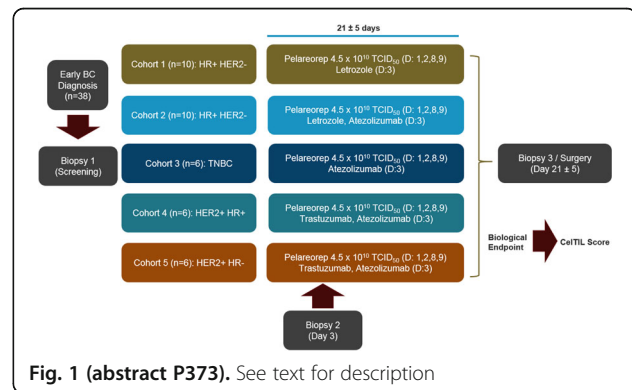 21 ± 5 days
Early BC
Diagnosis
(n=38)
Biopsy 1
(Screening)
Cohort 1 (n=10): HR+ HER2-
Pelareorep 4.5 x 10¹⁰ TCID₅₀ (D: 1,2,8,9)
Letrozole (D:3)
Cohort 2 (n=10): HR+ HER2-
Pelareorep 4.5 x 10¹⁰ TCID₅₀ (D: 1,2,8,9)
Letrozole, Atezolizumab (D:3)
Cohort 3 (n=6): TNBC
Pelareorep 4.5 x 10¹⁰ TCID₅₀ (D: 1,2,8,9)
Atezolizumab (D:3)
Cohort 4 (n=6): HER2+ HR+
Pelareorep 4.5 x 10¹⁰ TCID₅₀ (D: 1,2,8,9)
Trastuzumab, Atezolizumab (D:3)
Cohort 5 (n=6): HER2+ HR-
Pelareorep 4.5 x 10¹⁰ TCID₅₀ (D: 1,2,8,9)
Trastuzumab, Atezolizumab (D:3)
Biopsy 3 / Surgery
(Day 21 ± 5)
Biological
Endpoint
CelTIL Score
Biopsy 2
(Day 3)
Fig. 1 (abstract P373). See text for description